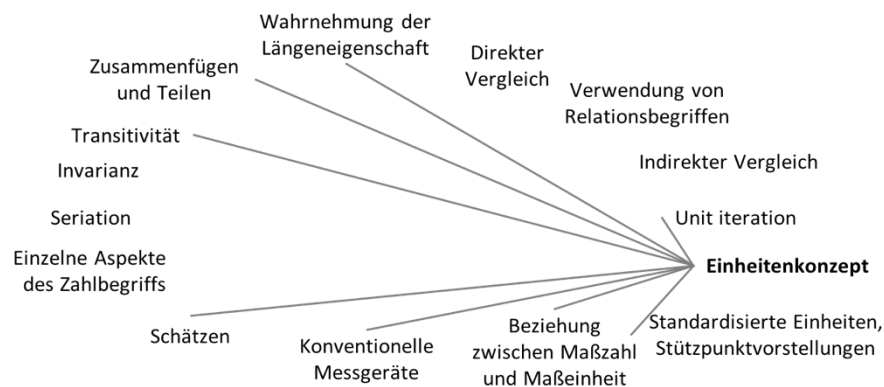 Wahrnehmung der
Längeneigenschaft
Direkter
Vergleich
Zusammenfügen
und Teilen
Verwendung von
Relationsbegriffen
Transitivität
Invarianz
Indirekter Vergleich
Seriation
Unit iteration
Einzelne Aspekte
des Zahlbegriffs
Einheitenkonzept
Schätzen
Konventionelle
Messgeräte
Beziehung
zwischen Maßzahl
und Maßeinheit
Standardisierte Einheiten,
Stützpunktvorstellungen